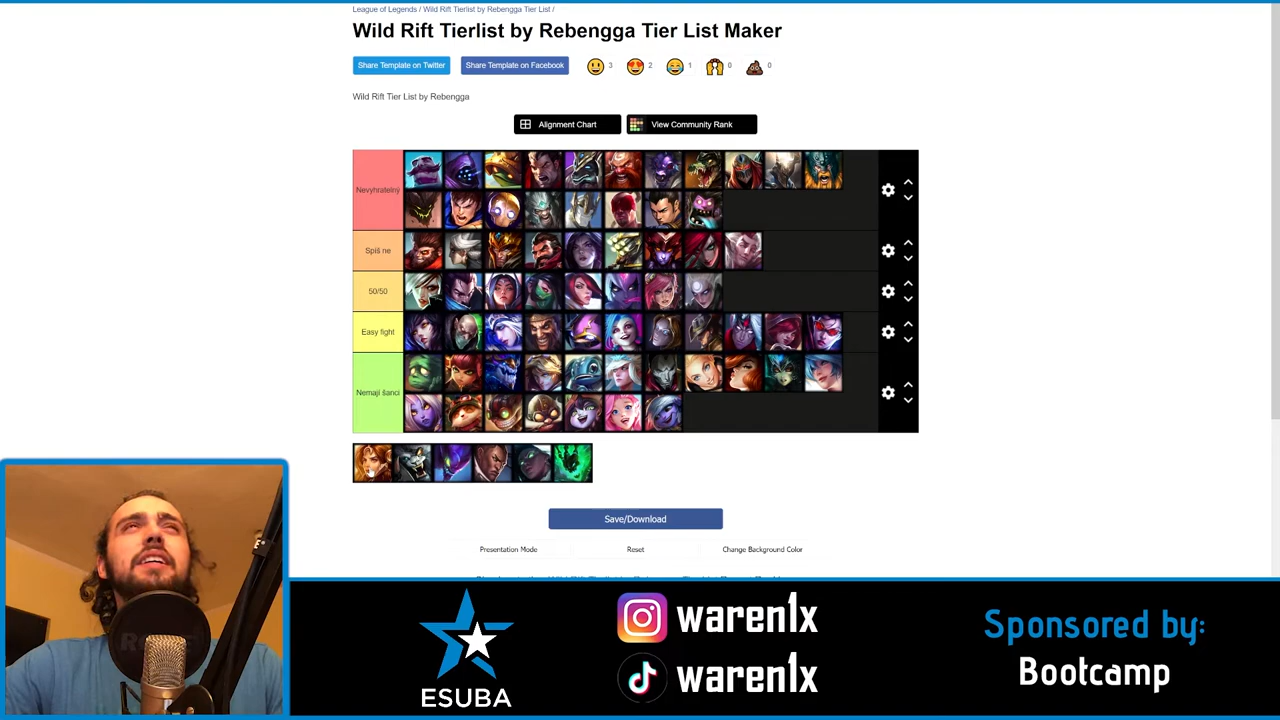 League of Legends / Wild Rift Tierlist by Rebengga Tier List /
Wild Rift Tierlist by Rebengga Tier List Maker
Share Template on Twitter
Share Template on Facebook
3
2
1
0
0
Wild Rift Tier List by Rebengga
Alignment Chart
View Community Rank
Nevyhratelný
Spíš ne
50/50
Easy fight
Nemají šanci
Save/Download
Presentation Mode
Reset
Change Background Color
ESUBA
waren1x
waren1x
Sponsored by:
Bootcamp